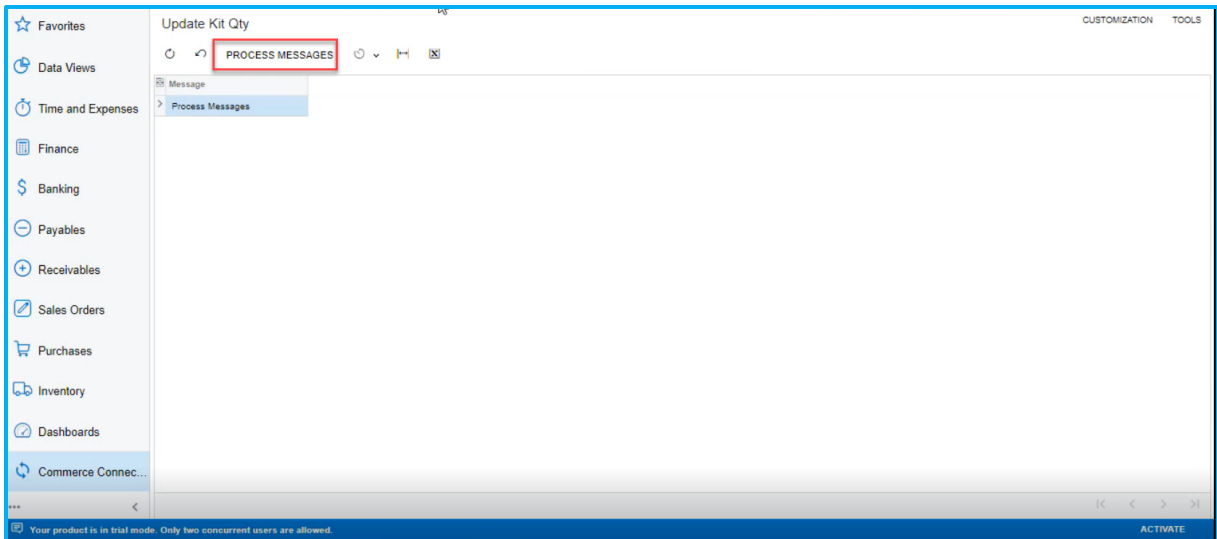 Favorites
Data Views
Time and Expenses
Finance
Banking
Payables
Receivables
Sales Orders
Purchases
Inventory
Dashboards
Commerce Connec...
Update Kit Qty
CUSTOMIZATION TOOLS
PROCESS MESSAGES
Message
Process Messages
Your product is in trial mode. Only two concurrent users are allowed.
ACTIVATE